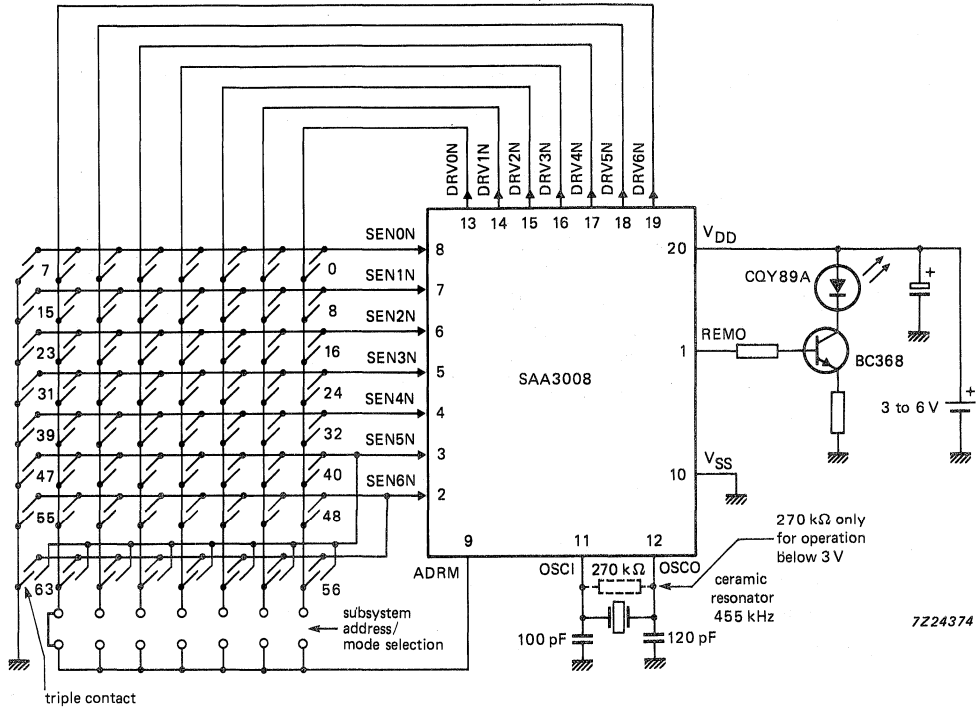 DRV0N
DRV1N
DRV2N
DRV3N
DRV4N
DRV5N
DRV6N
13 14 15 16 17 18 19
SEN0N
8
SEN1N
7
SEN2N
6
SEN3N
5
SEN4N
4
SEN5N
3
SEN6N
2
7 0
15 8
23 16
31 24
39 32
47 40
55 48
63 56
SAA3008
20
VDD
CQY89A
+
1
REMO
BC368
3 to 6 V
+
10
VSS
9
ADRM
11
OSCI
12
OSCO
270 kΩ
270 kΩ only
for operation
below 3 V
ceramic
resonator
455 kHz
100 pF
120 pF
subsystem
address/
mode selection
triple contact
7Z24374